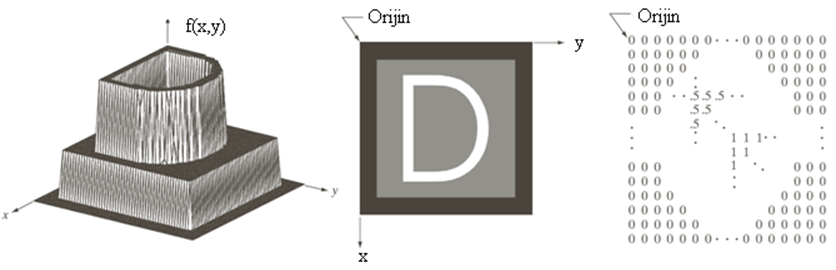 f(x,y)
x
y
Orijin
y
D
x
Orijin
0 0 0 0 0 0 0 · · · 0 0 0 0 0 0 0
0 0 0 0 0 0 0 0 0 0 0 0
0 0 0 0 0 0 0 0 0 0
0 0 0 0 0 0 0 0
0 0 0 · · .5 .5 .5 · · 0 0 0
0 0 0 .5 .5 0 0 0
.5
1 1 1 · ·
1 1
1
0 0 0 0 0 0
0 0 0 0 0 0
0 0 0 0 0 0 0 0
0 0 0 0 0 0 0 0 0 0
0 0 0 0 0 0 0 0 0 0 0 0
0 0 0 0 0 0 0 · · · 0 0 0 0 0 0 0